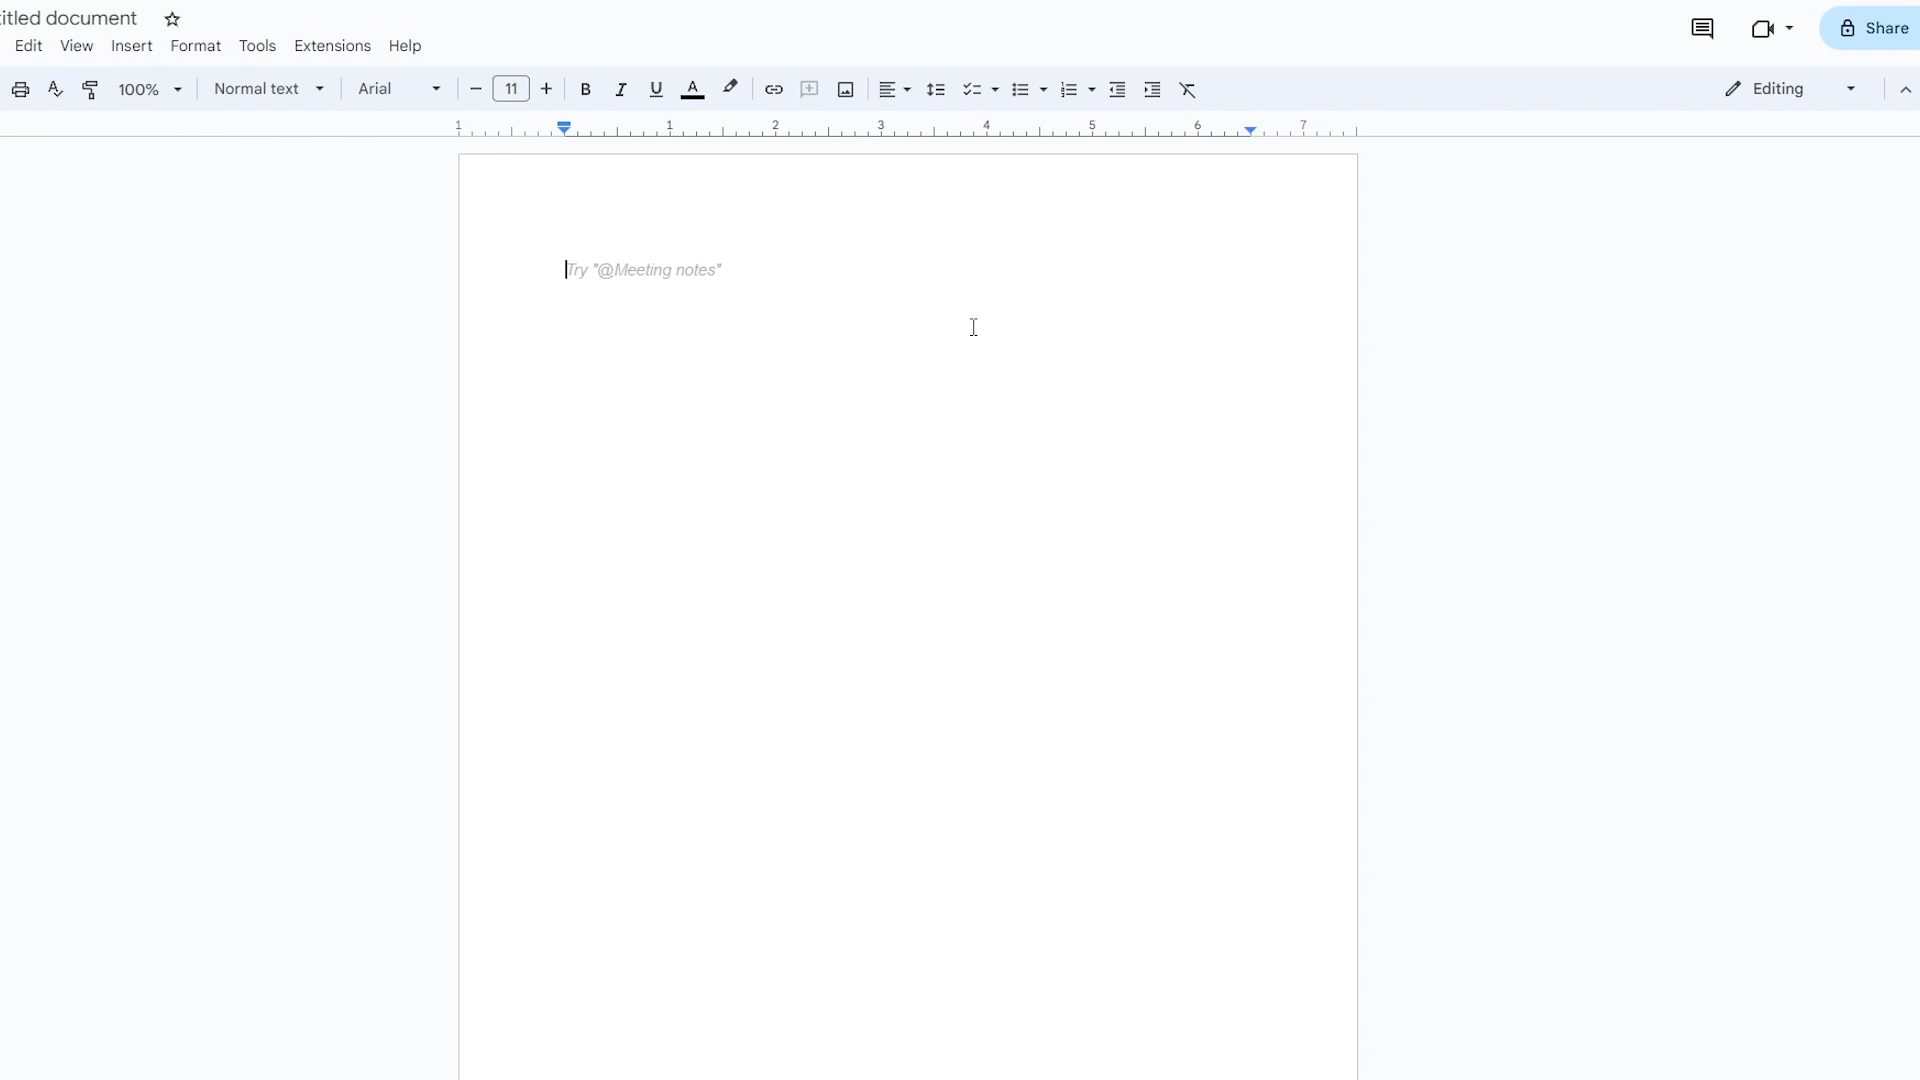 itled document
Edit View Insert Format Tools Extensions Help
Share
100% Normal text Arial 11 B I U A Editing
1 1 2 3 4 5 6 7
Try "@Meeting notes"